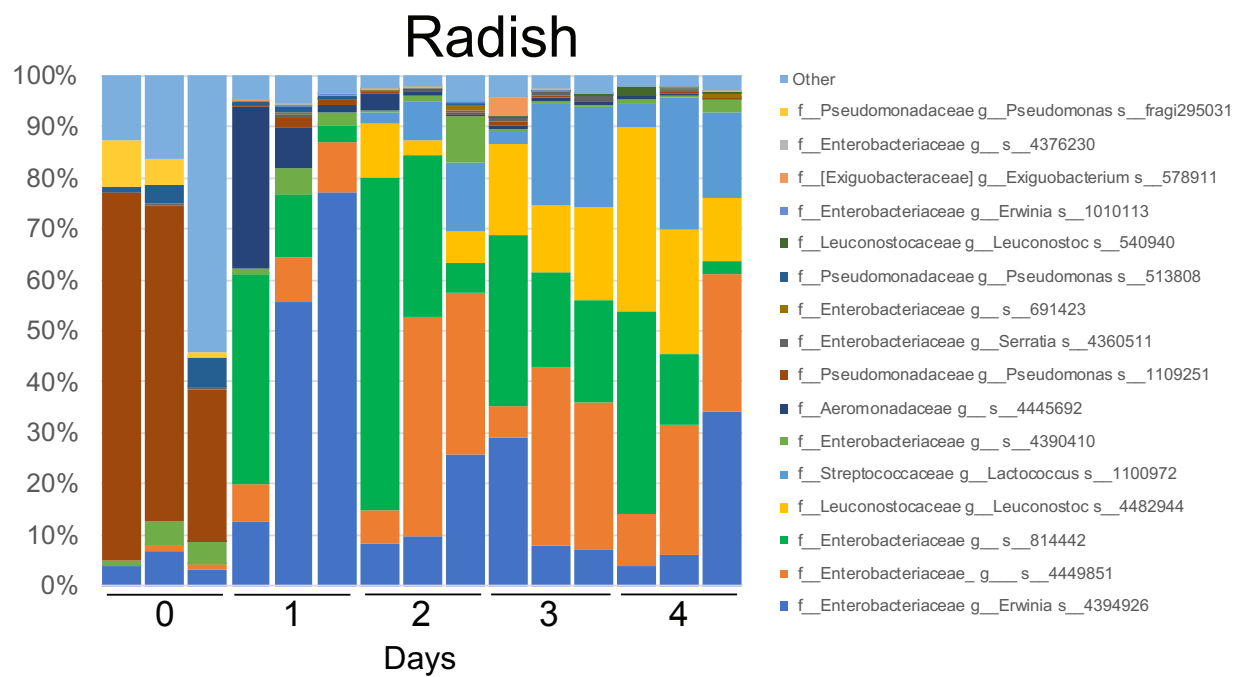 Radish
100%
90%
80%
70%
60%
50%
40%
30%
20%
10%
0%
0 1 2 3 4
Days
Other
f__Pseudomonadaceae g__Pseudomonas s__fragi295031
f__Enterobacteriaceae g__ s__4376230
f__[Exiguobacteraceae] g__Exiguobacterium s__578911
f__Enterobacteriaceae g__Erwinia s__1010113
f__Leuconostocaceae g__Leuconostoc s__540940
f__Pseudomonadaceae g__Pseudomonas s__513808
f__Enterobacteriaceae g__ s__691423
f__Enterobacteriaceae g__Serratia s__4360511
f__Pseudomonadaceae g__Pseudomonas s__1109251
f__Aeromonadaceae g__ s__4445692
f__Enterobacteriaceae g__ s__4390410
f__Streptococcaceae g__Lactococcus s__1100972
f__Leuconostocaceae g__Leuconostoc s__4482944
f__Enterobacteriaceae g__ s__814442
f__Enterobacteriaceae_ g___ s__4449851
f__Enterobacteriaceae g__Erwinia s__4394926